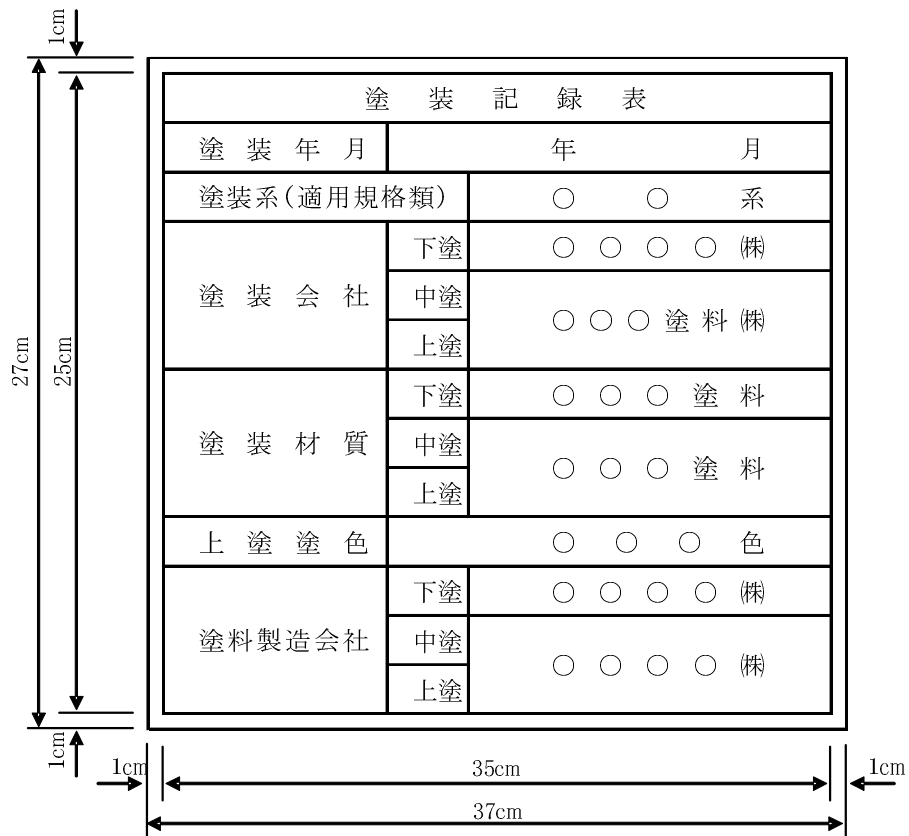 1cm
塗装記録表
塗装年月 年 月
塗装系(適用規格類) ○○系
下塗 ○○○○㈱
塗装会社 中塗 ○○○塗料㈱
上塗
27cm 25cm
下塗 ○○○塗料
塗装材質 中塗 ○○○塗料
上塗
上塗塗色 ○○○色
下塗 ○○○○㈱
塗料製造会社 中塗 ○○○○㈱
上塗
1cm
1cm 35cm 1cm
37cm